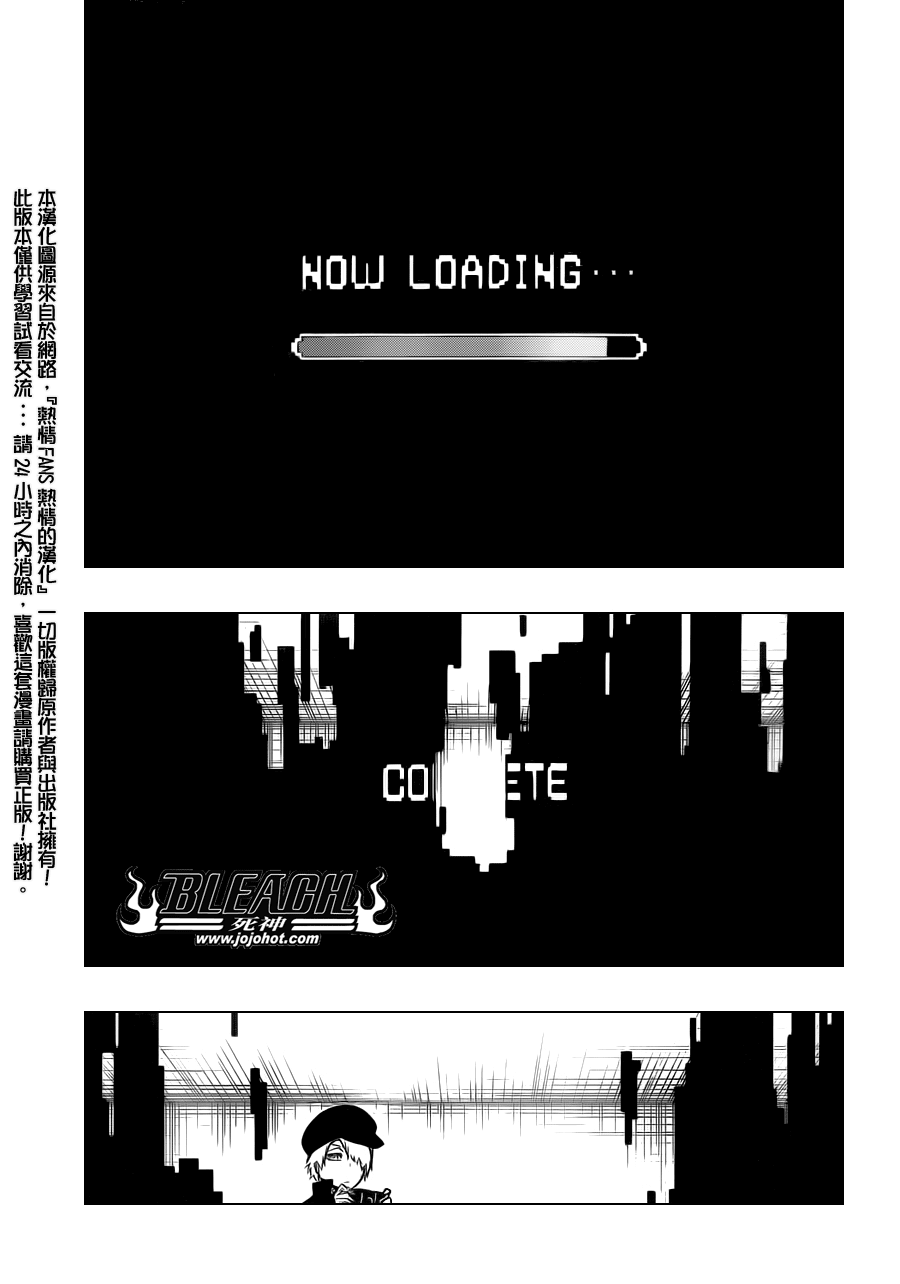 本漢化圖源來自於網路，『熱情FANS熱情的漢化』一切版權歸原作者與出版社擁有！
此版本僅供學習試看交流…請24小時之內消除，喜歡這套漫畫請購買正版！謝謝。
NOW LOADING...
CO ETE
BLEACH
死神
www.jojohot.com